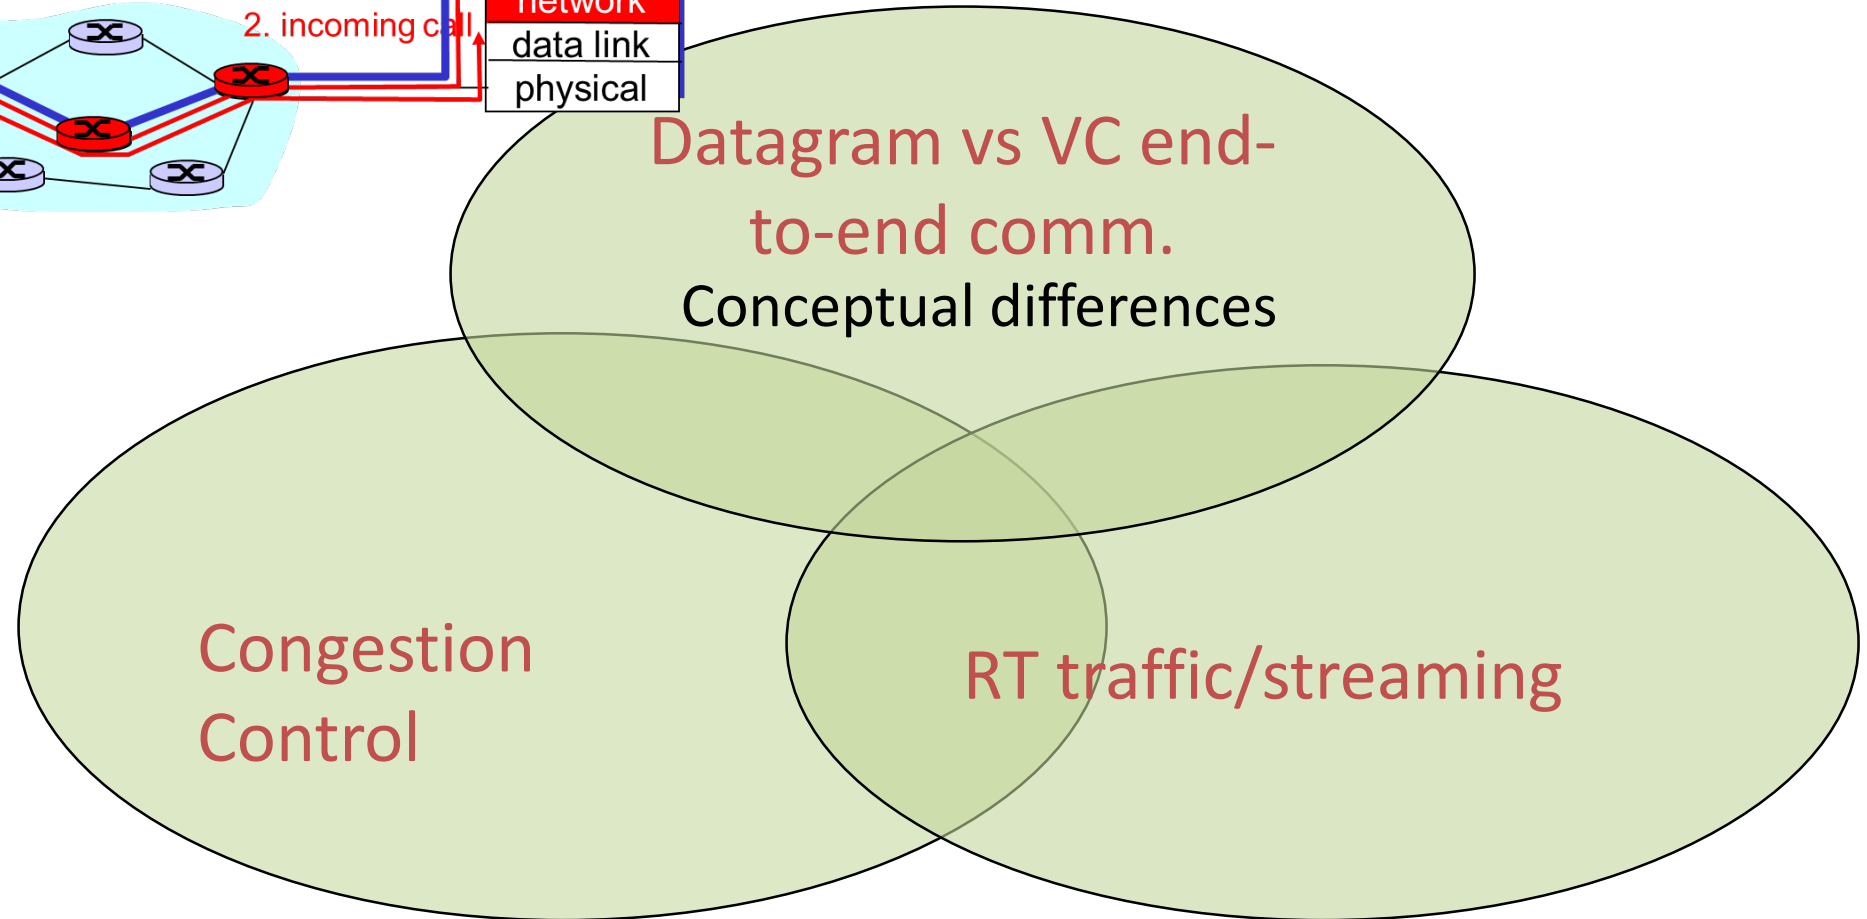 network
2. incoming call
data link
physical
Datagram vs VC end-
to-end comm.
Conceptual differences
Congestion
Control
RT traffic/streaming